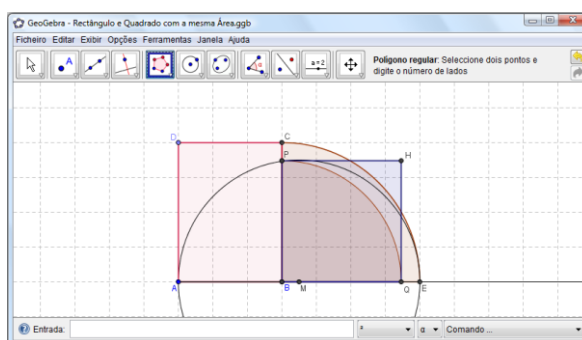 GeoGebra - Rectângulo e Quadrado com a mesma Área.ggb
Ficheiro Editar Exibir Opções Ferramentas Janela Ajuda
A
α
a = 2
Polígono regular: Seleccione dois pontos e
digite o número de lados
D
C
P
H
A
B
M
Q
E
Entrada:
²
α
Comando ...